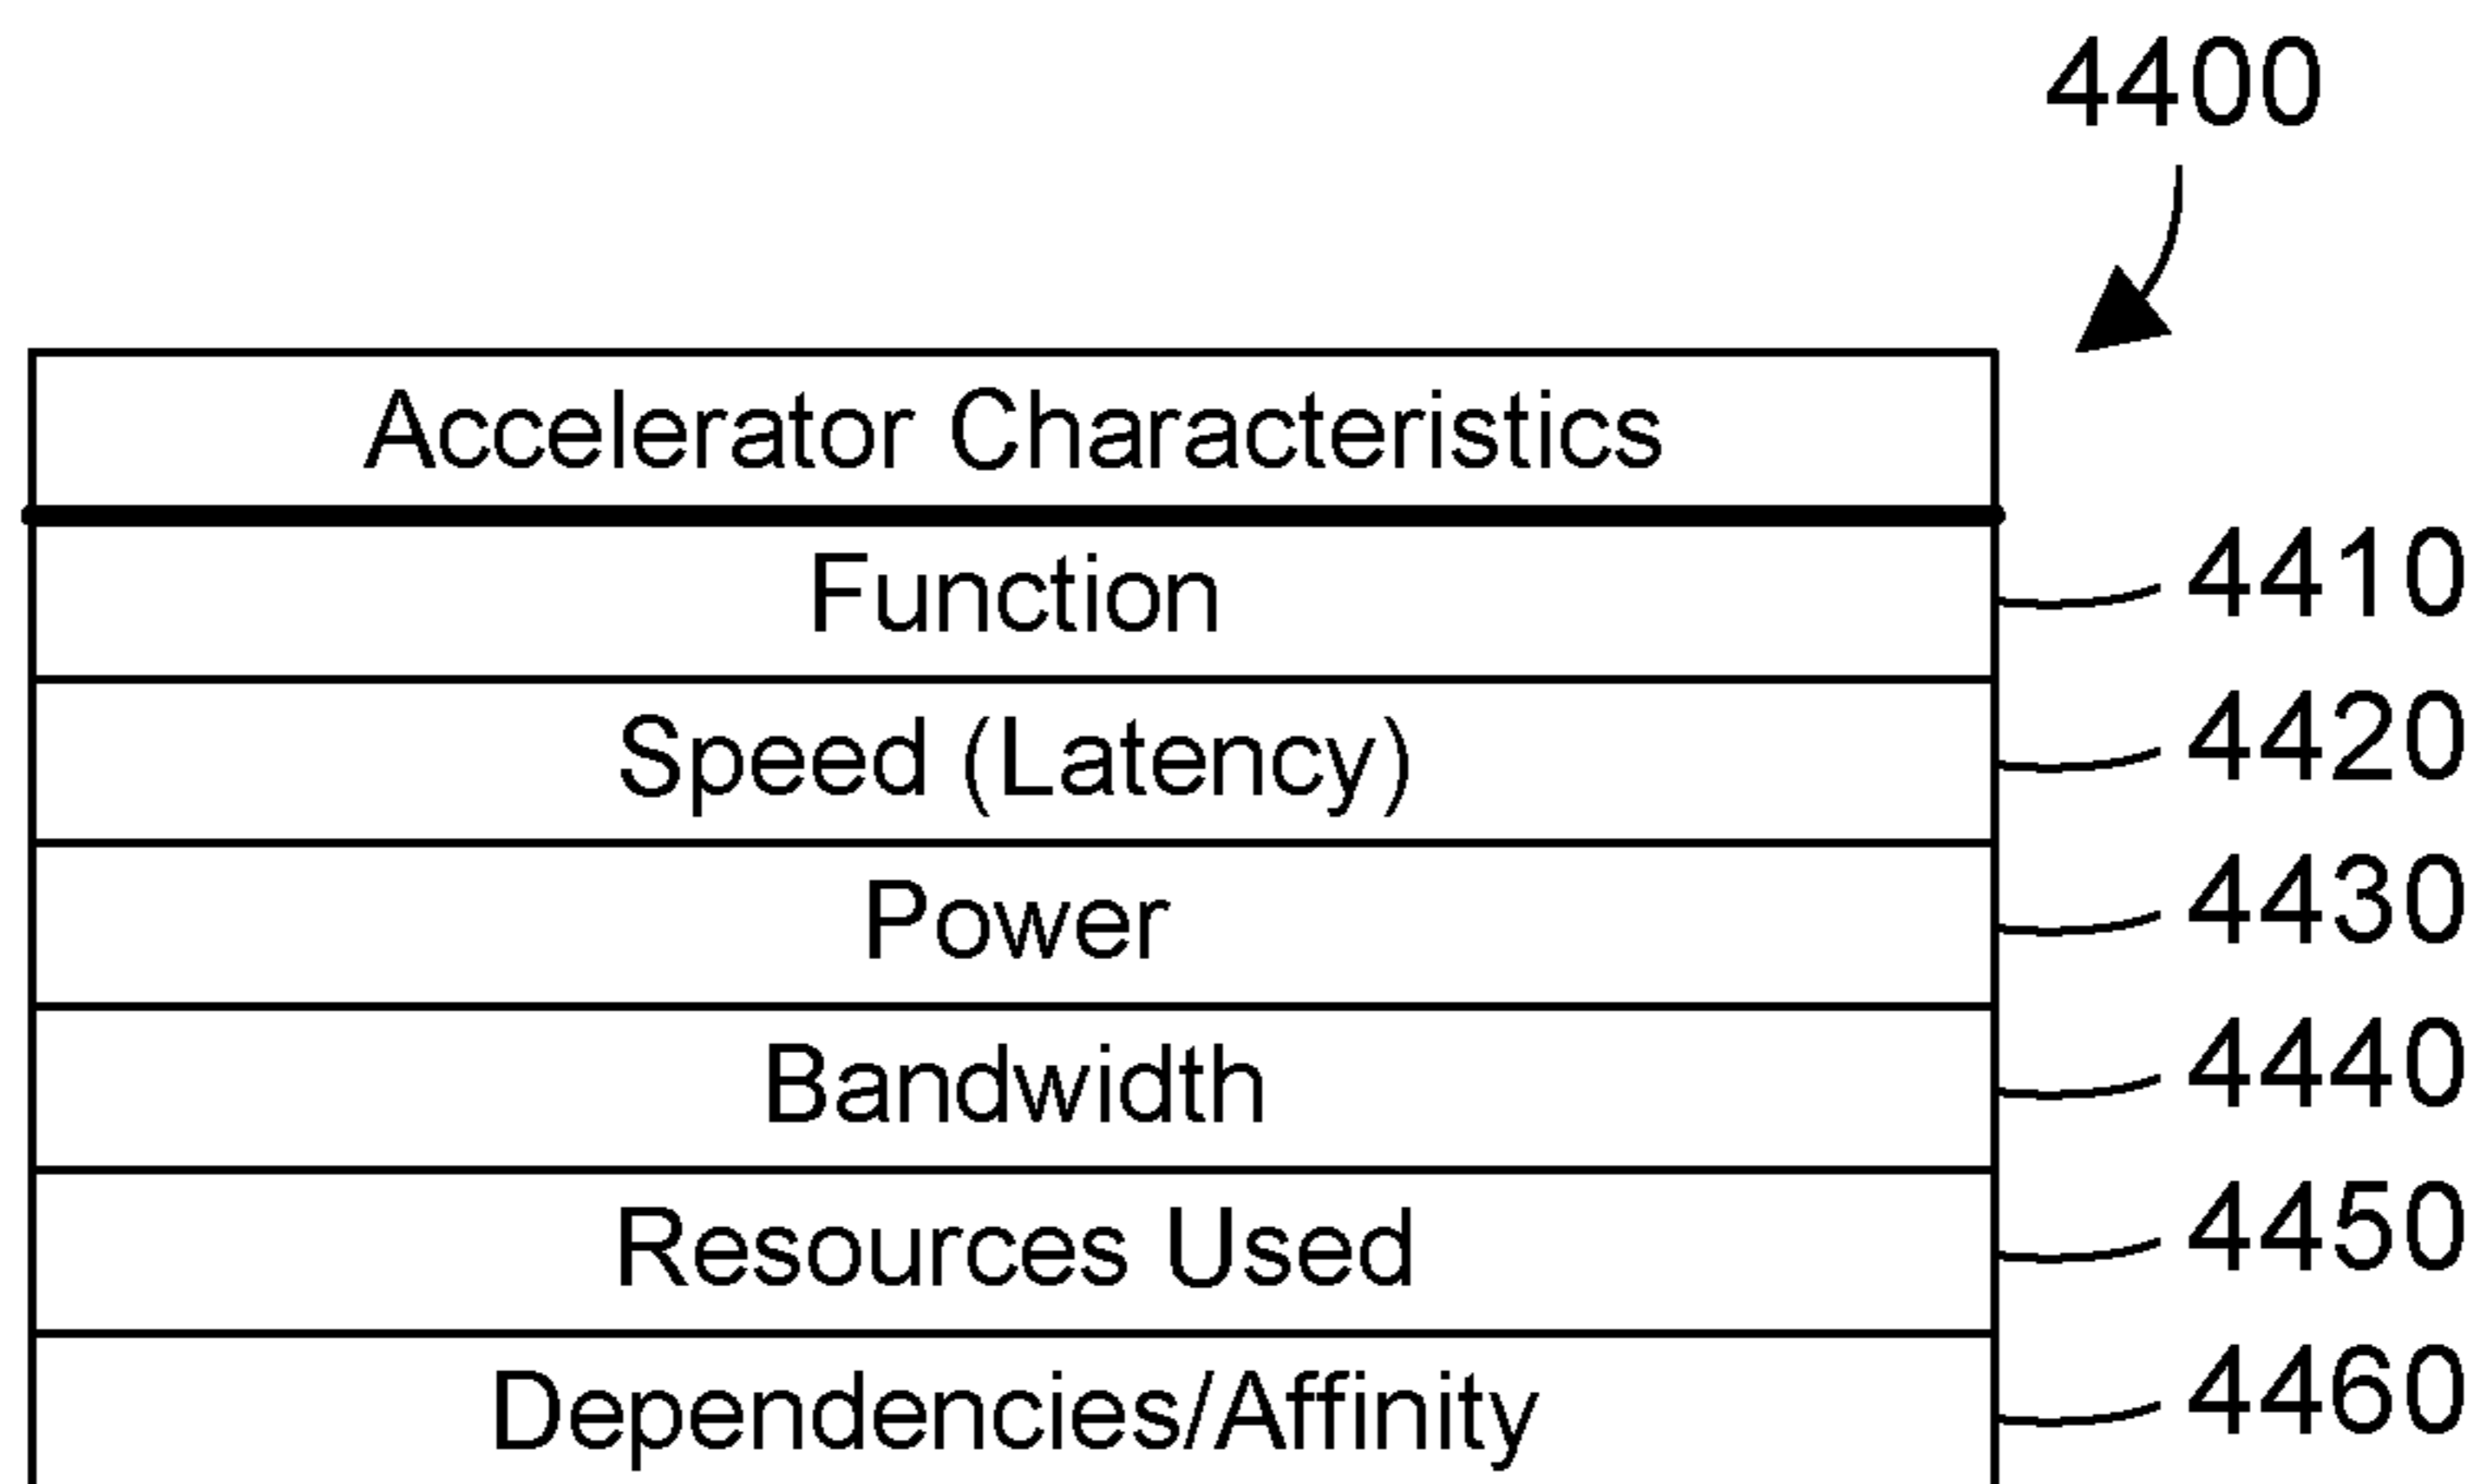 4400
Accelerator Characteristics
Function 4410
Speed (Latency) 4420
Power 4430
Bandwidth 4440
Resources Used 4450
Dependencies/Affinity 4460